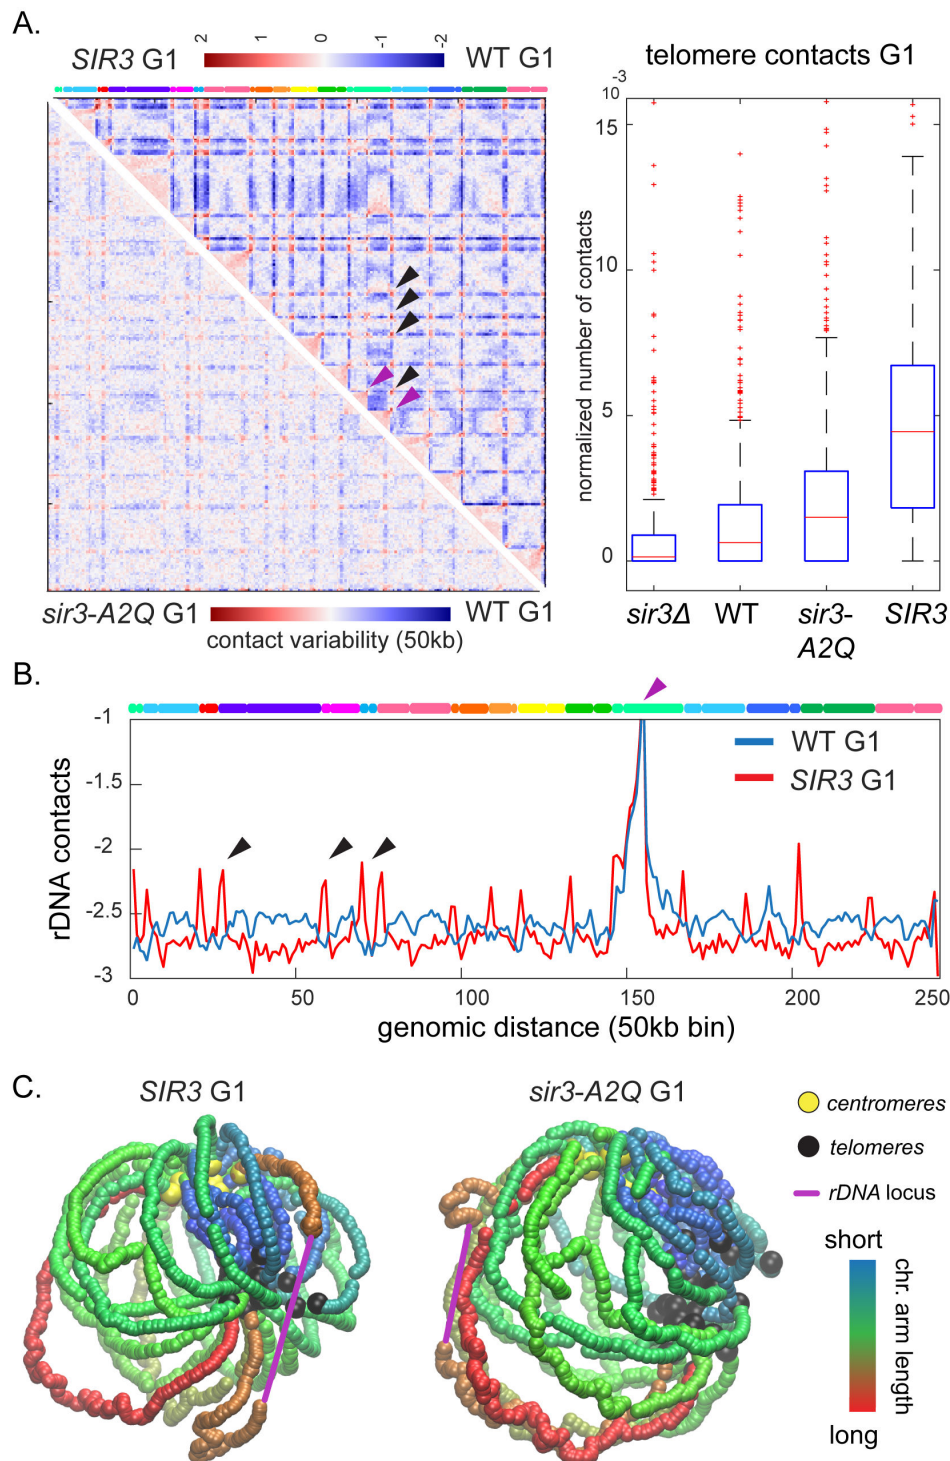 A.
SIR3 G1
2
1
0
-1
-2
WT G1
telomere contacts G1
10 -3
15
10
5
0
normalized number of contacts
sir3Δ
WT
sir3-A2Q
SIR3
sir3-A2Q G1
WT G1
contact variability (50kb)
B.
-1
-1.5
-2
-2.5
-3
rDNA contacts
WT G1
SIR3 G1
0
50
100
150
200
250
genomic distance (50kb bin)
C.
SIR3 G1
sir3-A2Q G1
centromeres
telomeres
rDNA locus
short
chr. arm length
long